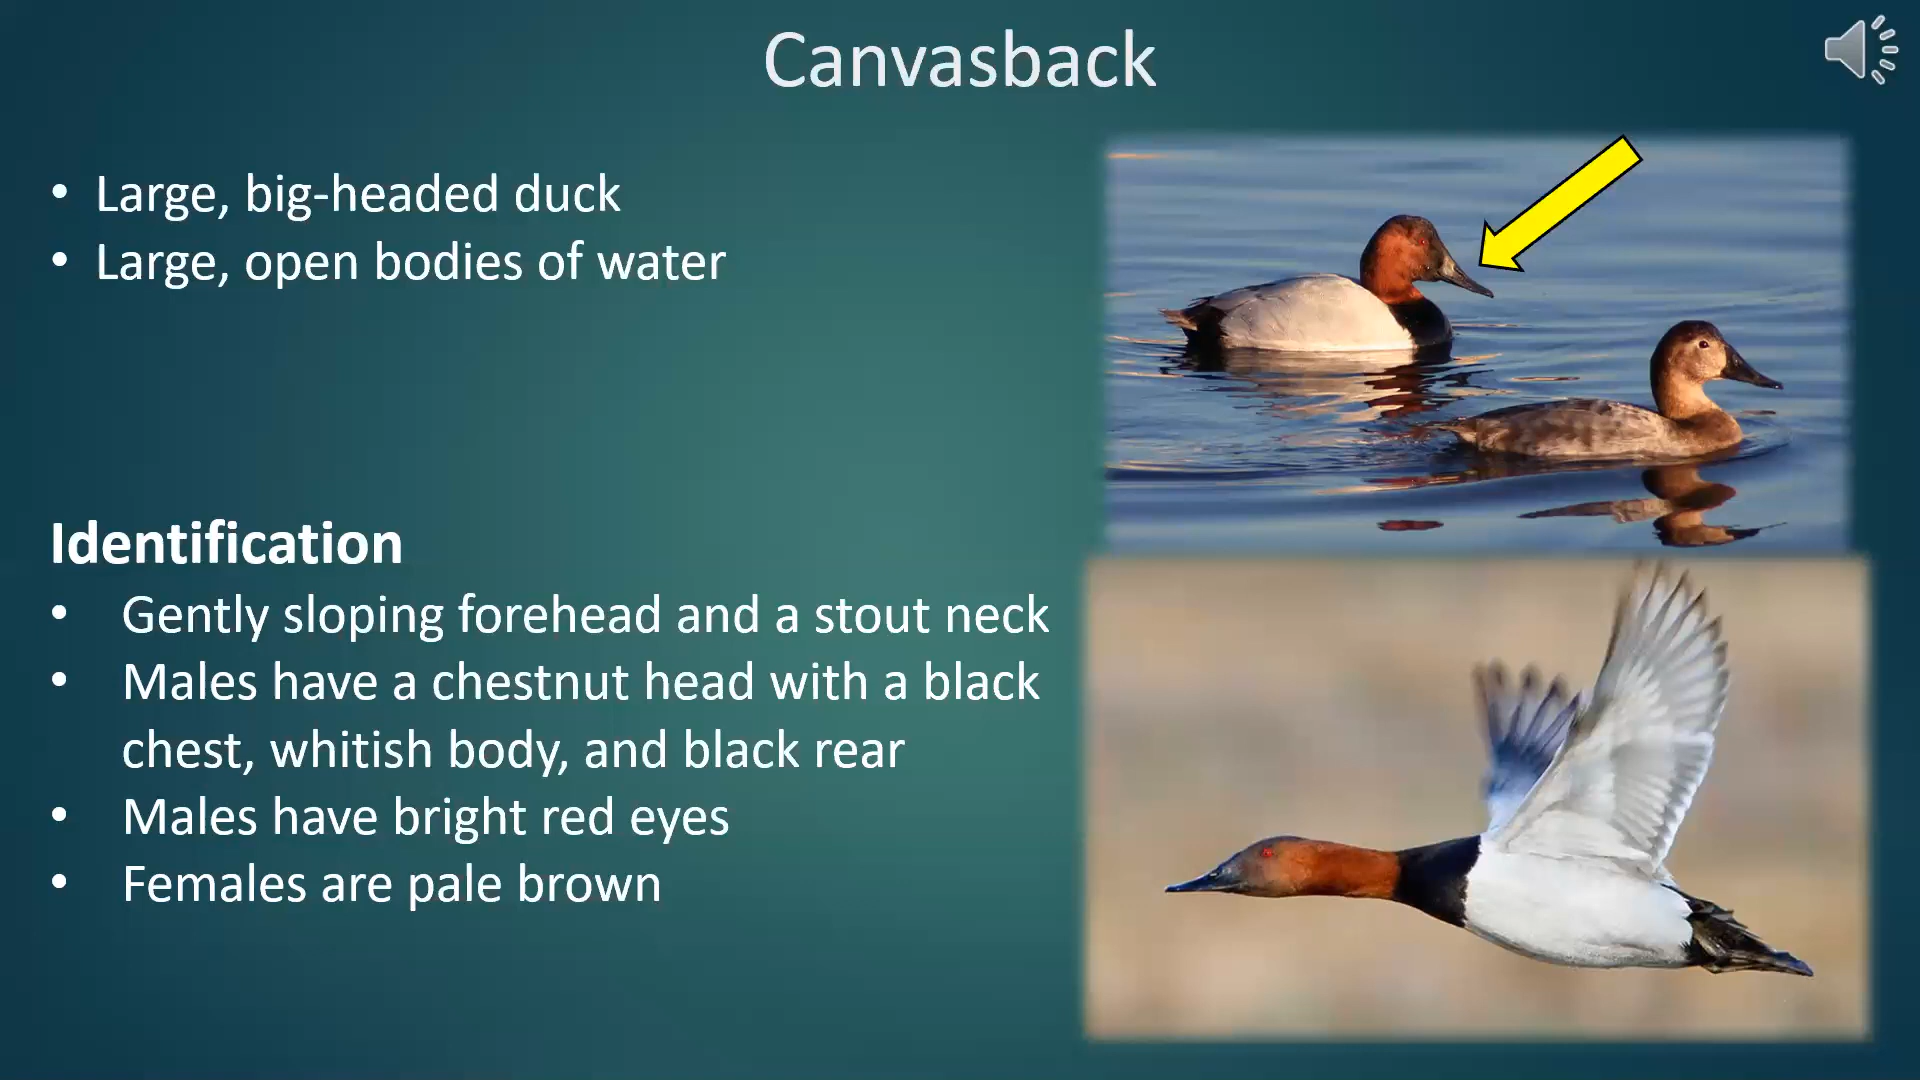 Canvasback
• Large, big-headed duck
• Large, open bodies of water
Identification
• Gently sloping forehead and a stout neck
• Males have a chestnut head with a black
chest, whitish body, and black rear
• Males have bright red eyes
• Females are pale brown